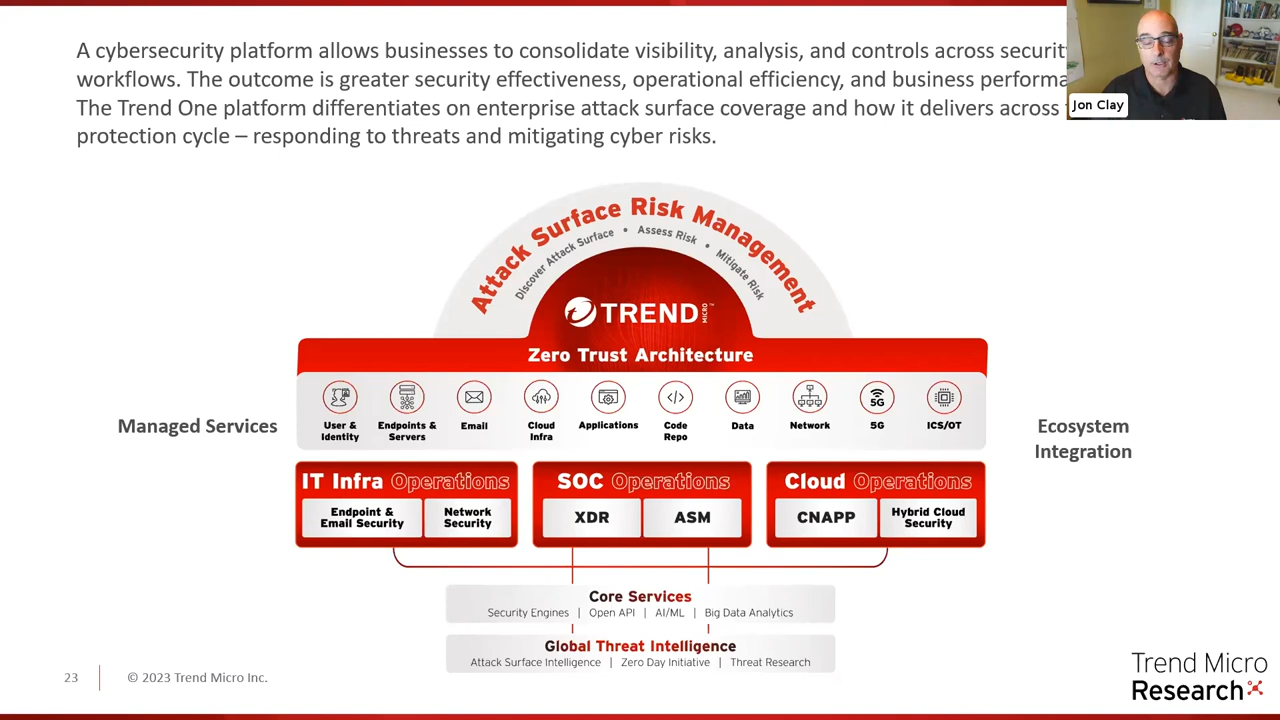 A cybersecurity platform allows businesses to consolidate visibility, analysis, and controls across
workflows. The outcome is greater security effectiveness, operational efficiency, and business
The Trend One platform differentiates on enterprise attack surface coverage and how it delivers across
protection cycle – responding to threats and mitigating cyber risks.
Jon Clay
Attack Surface Risk Management
Discover Attack Surface • Assess Risk • Mitigate Risk
TREND MICRO™
Zero Trust Architecture
User & Identity
Endpoints & Servers
Email
Cloud Infra
Applications
Code Repo
Data
Network
5G
5G
ICS/OT
Managed Services
Ecosystem
Integration
IT Infra Operations
Endpoint &
Email Security
Network
Security
SOC Operations
XDR
ASM
Cloud Operations
CNAPP
Hybrid Cloud
Security
Core Services
Security Engines | Open API | AI/ML | Big Data Analytics
Global Threat Intelligence
Attack Surface Intelligence | Zero Day Initiative | Threat Research
23
© 2023 Trend Micro Inc.
Trend Micro
Research